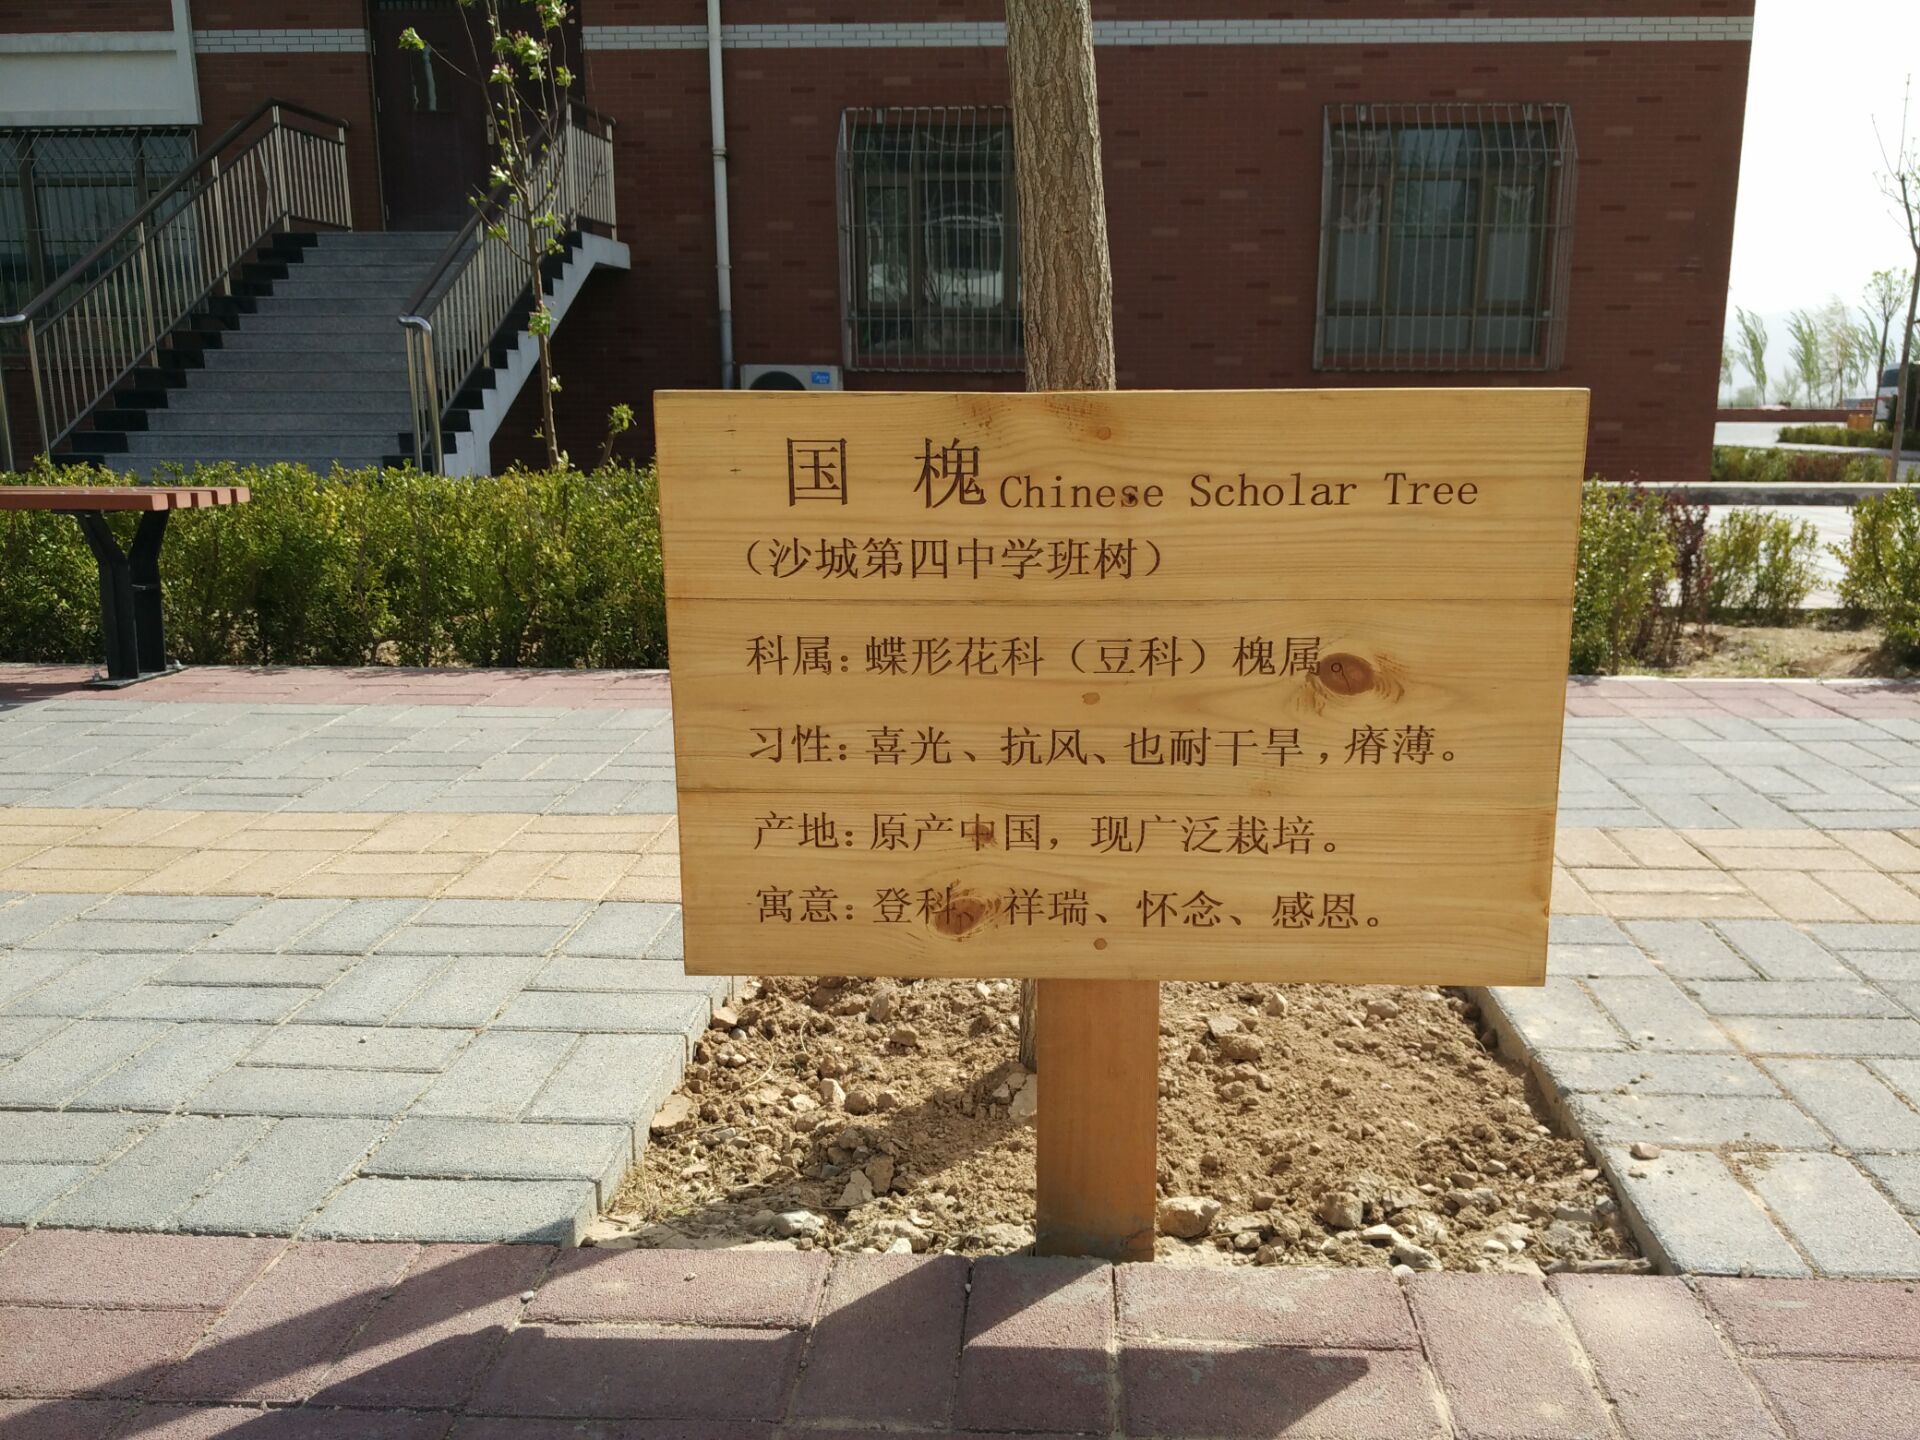 国 槐 Chinese Scholar Tree
（沙城第四中学班树）
科属：蝶形花科（豆科）槐属。
习性：喜光、抗风、也耐干旱，瘠薄。
产地：原产中国，现广泛栽培。
寓意：登科、祥瑞、怀念、感恩。